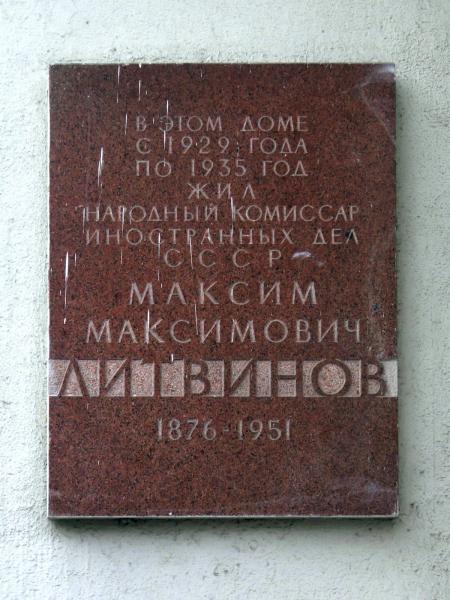 В ЭТОМ ДОМЕ
С 1929 ГОДА
ПО 1935 ГОД
ЖИЛ
НАРОДНЫЙ КОМИССАР
ИНОСТРАННЫХ ДЕЛ
СССР
МАКСИМ
МАКСИМОВИЧ
ЛИТВИНОВ
1876-1951